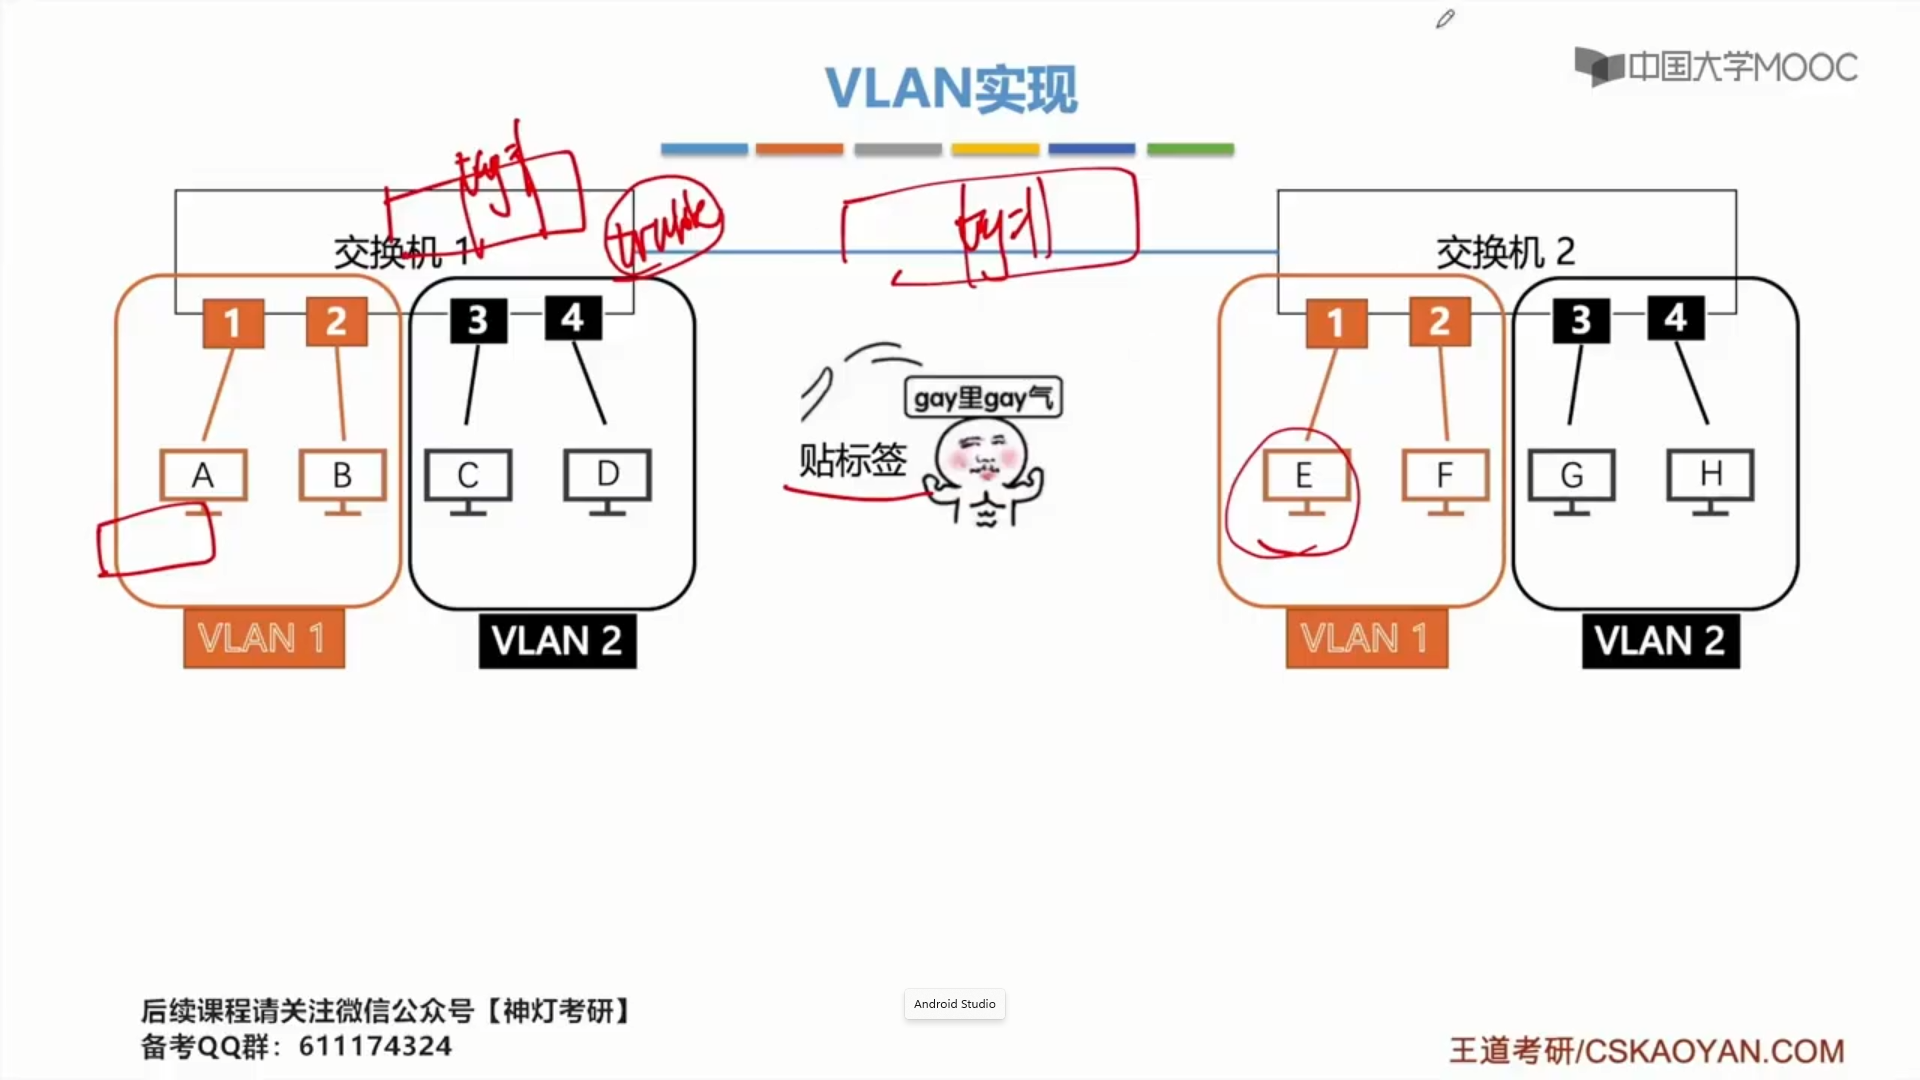 中国大学MOOC
VLAN实现
tag=1
trunk
tag=1
交换机 1
交换机 2
1 2 3 4
1 2 3 4
gay里gay气
贴标签
A B C D
E F G H
VLAN 1
VLAN 2
VLAN 1
VLAN 2
后续课程请关注微信公众号【神灯考研】
备考QQ群：611174324
Android Studio
王道考研/CSKAOYAN.COM